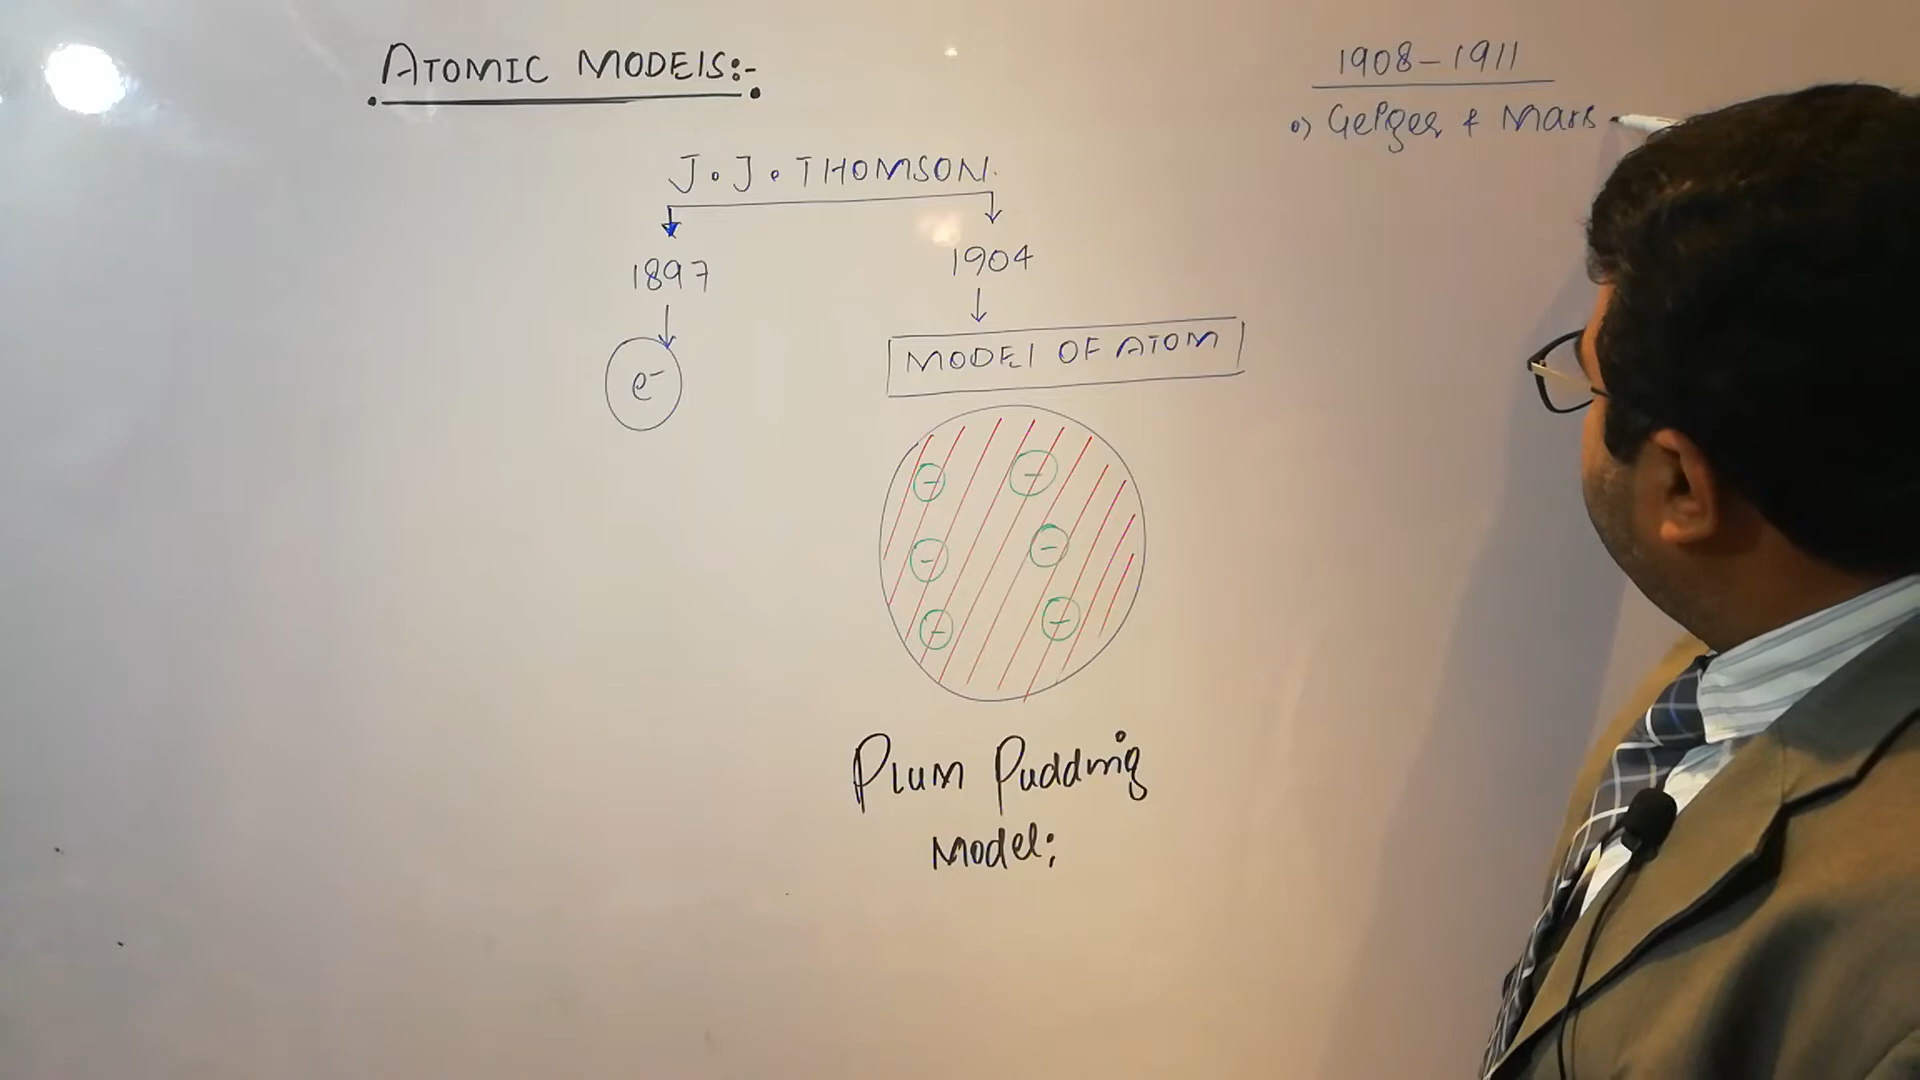 ATOMIC MODElS:-
J.J.THOMSON.
1897
1904
e-
MODEl OF ATOM
-
-
-
-
-
-
Plum Pudding
Model:
1908-1911
Geiger & Mars